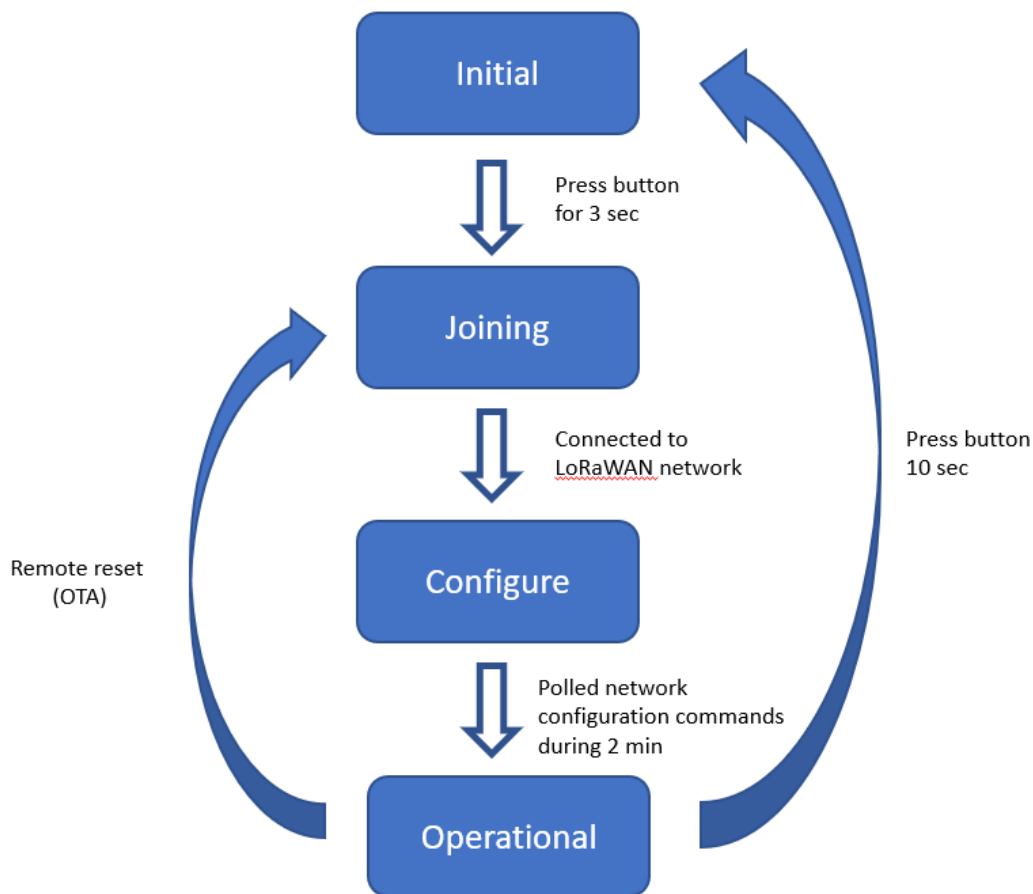 Initial
Press button
for 3 sec
Joining
Connected to
LoRaWAN network
Press button
10 sec
Remote reset
(OTA)
Configure
Polled network
configuration commands
during 2 min
Operational